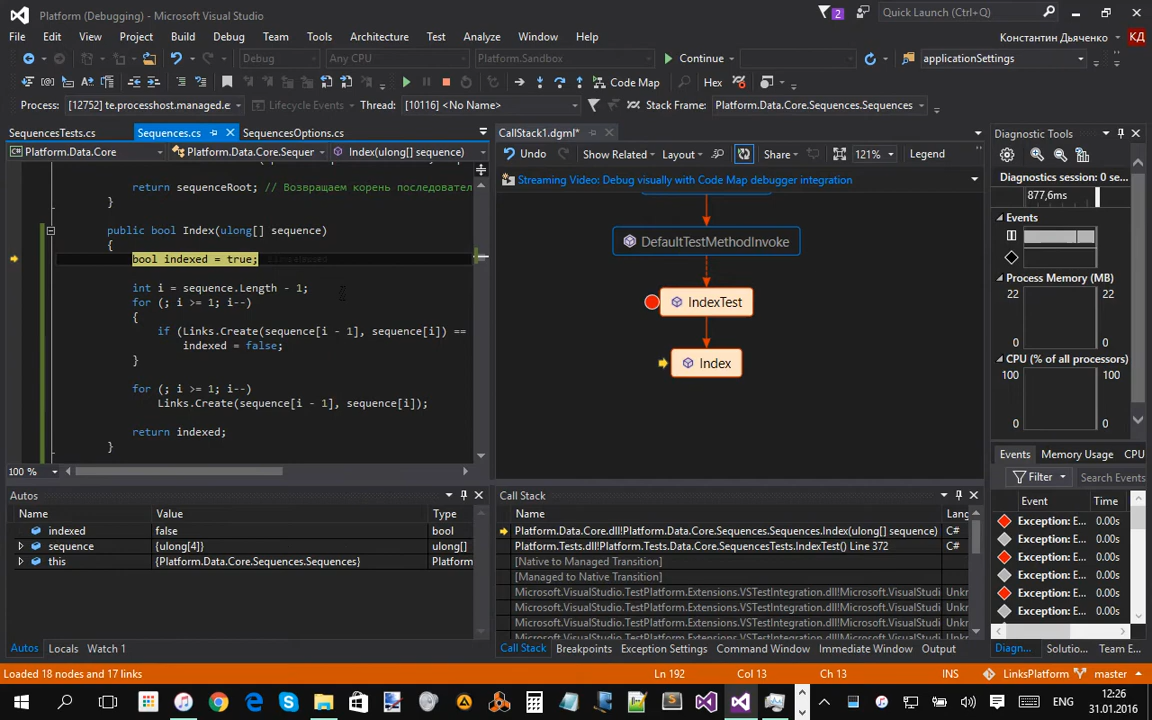 Platform (Debugging) - Microsoft Visual Studio
2
Quick Launch (Ctrl+Q)
File Edit View Project Build Debug Team Tools Architecture Test Analyze Window Help
Константин Дьяченко КД
Debug Any CPU Platform.Sandbox Continue applicationSettings
Code Map Hex
Process: [12752] te.processhost.managed.e Lifecycle Events Thread: [10116] <No Name> Stack Frame: Platform.Data.Core.Sequences.Sequences
SequencesTests.cs Sequences.cs SequencesOptions.cs
Platform.Data.Core Platform.Data.Core.Sequer Index(ulong[] sequence)
return sequenceRoot; // Возвращаем корень последовател
}
public bool Index(ulong[] sequence)
{
bool indexed = true;
int i = sequence.Length - 1;
for (; i >= 1; i--)
{
if (Links.Create(sequence[i - 1], sequence[i]) ==
indexed = false;
}
for (; i >= 1; i--)
Links.Create(sequence[i - 1], sequence[i]);
return indexed;
}
100 %
CallStack1.dgml*
Undo Show Related Layout Share 121% Legend
Streaming Video: Debug visually with Code Map debugger integration
DefaultTestMethodInvoke
IndexTest
Index
Diagnostic Tools
Diagnostics session: 0 se...
877,6ms
Events
Process Memory (MB)
22 22
0 0
CPU (% of all processors)
100 100
0 0
Events Memory Usage CPU
Filter Search Events
Event Time
Exception: E... 0.00s
Exception: E... 0.00s
Exception: E... 0.00s
Exception: E... 0.00s
Exception: E... 0.00s
Exception: E... 0.00s
Diagn... Solutio... Team E...
Autos
Name Value Type
indexed false bool
sequence {ulong[4]} ulong[]
this {Platform.Data.Core.Sequences.Sequences} Platform
Autos Locals Watch 1
Call Stack
Name Lang
Platform.Data.Core.dll!Platform.Data.Core.Sequences.Sequences.Index(ulong[] sequence) C#
Platform.Tests.dll!Platform.Tests.Data.Core.SequencesTests.IndexTest() Line 372 C#
[Native to Managed Transition]
[Managed to Native Transition]
Microsoft.VisualStudio.TestPlatform.Extensions.VSTestIntegration.dll!Microsoft.VisualStudi Unkn
Microsoft.VisualStudio.TestPlatform.Extensions.VSTestIntegration.dll!Microsoft.VisualStudi Unkn
Microsoft.VisualStudio.TestPlatform.Extensions.VSTestIntegration.dll!Microsoft.VisualStudi Unkn
Call Stack Breakpoints Exception Settings Command Window Immediate Window Output
Loaded 18 nodes and 17 links Ln 192 Col 13 Ch 13 INS LinksPlatform master
ENG 12:26
31.01.2016